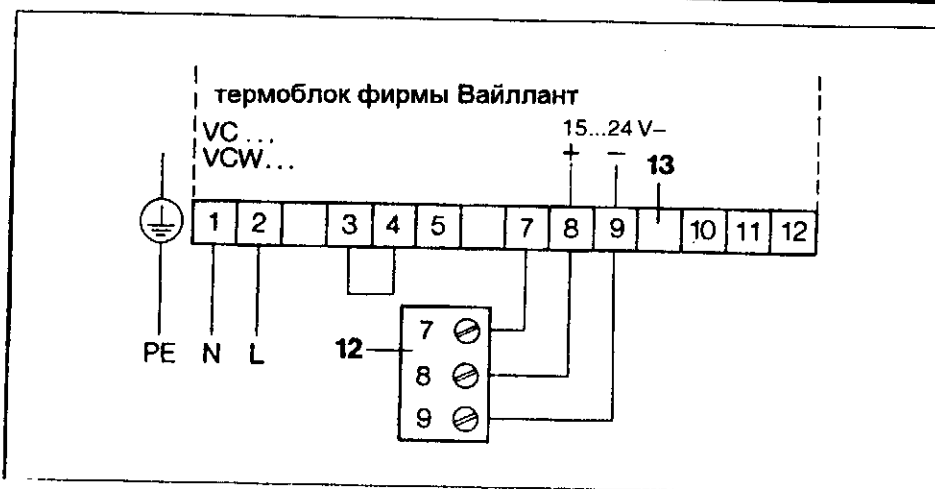 термоблок фирмы Вайллант
VC ...
VCW...
15...24 V–
+ –
13
1 2 3 4 5 7 8 9 10 11 12
PE N L
12
7
8
9